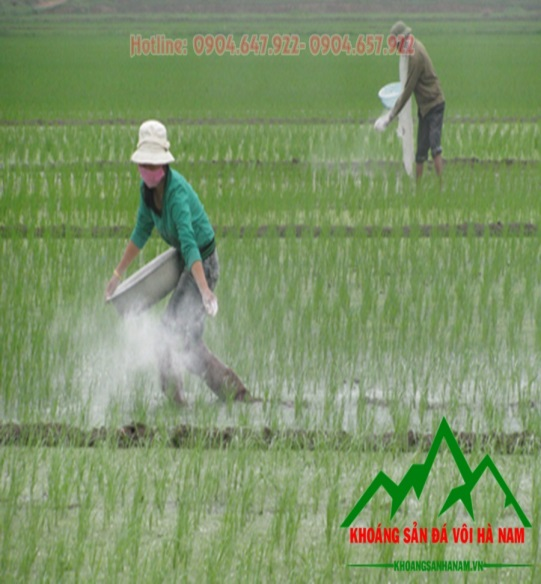 Hotline: 0904.647.922- 0904.657.922
KHOÁNG SẢN ĐÁ VÔI HÀ NAM
KHOANGSANHANAM.VN